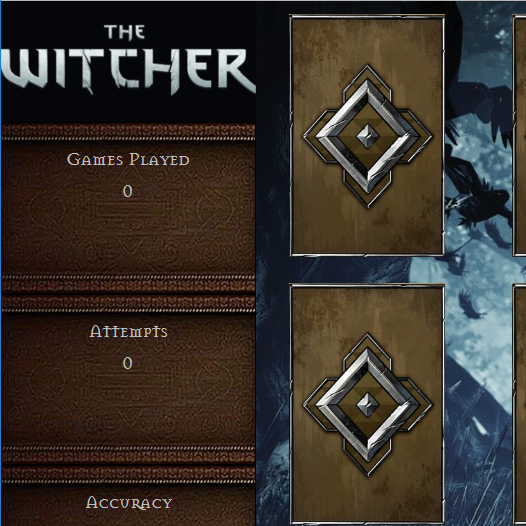 THE
WITCHER
Games Played
0
Attempts
0
Accuracy